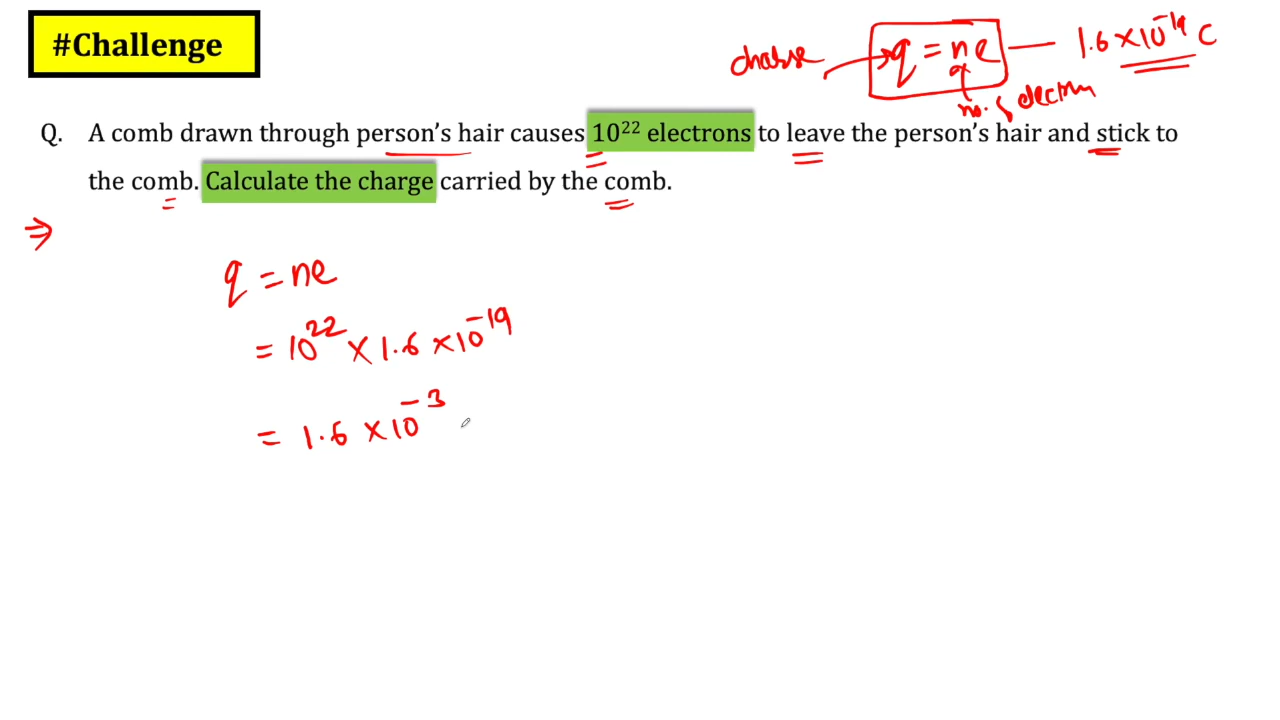 #Challenge
charge → q = ne — 1.6 × 10⁻¹⁹ C
no. of electron
Q. A comb drawn through person’s hair causes 10²² electrons to leave the person’s hair and stick to
the comb. Calculate the charge carried by the comb.
⇒
q = ne
= 10²² × 1.6 × 10⁻¹⁹
= 1.6 × 10⁻³